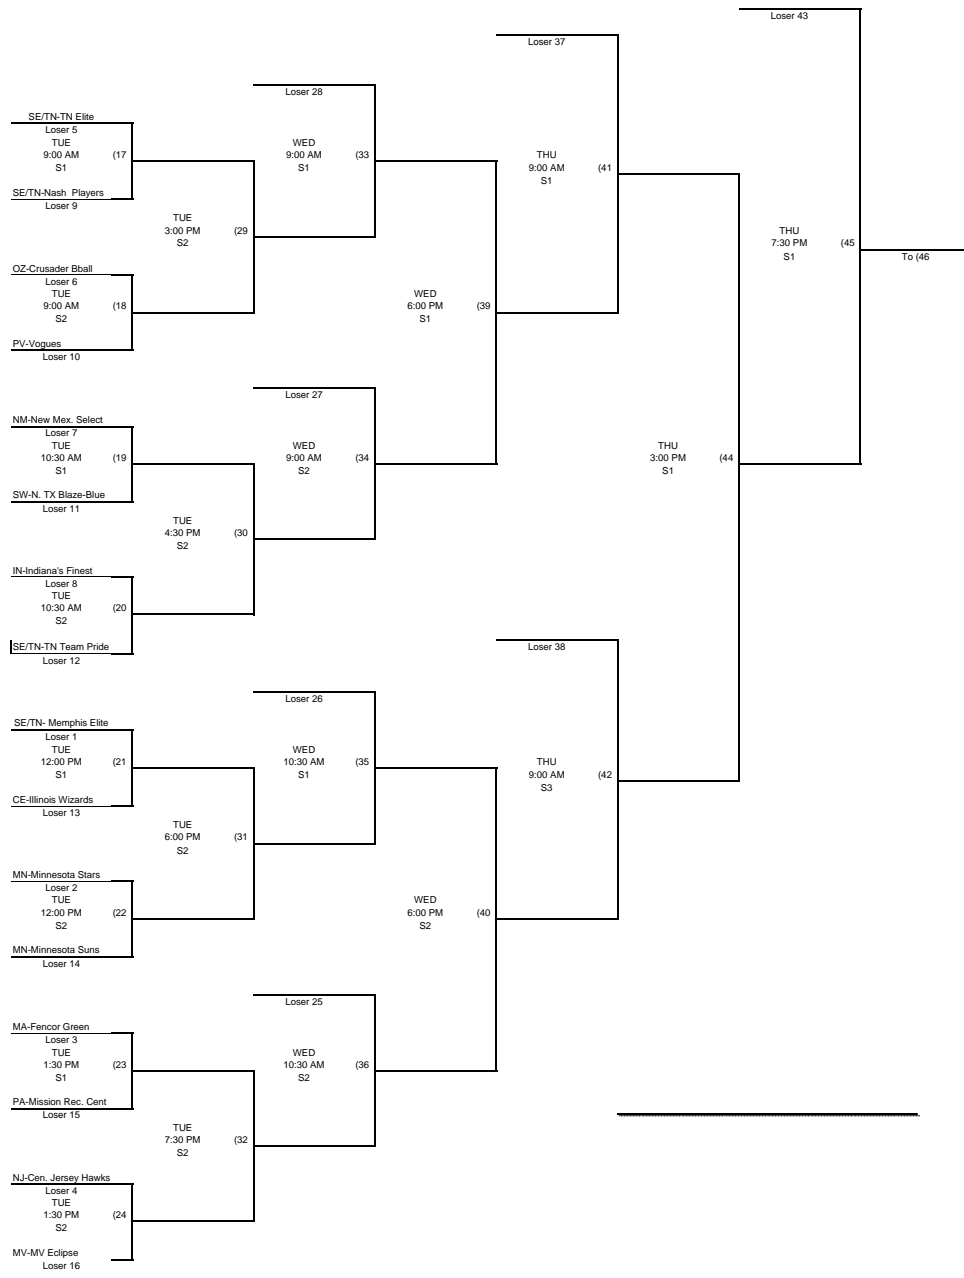 Loser 43
Loser 37
Loser 28
SE/TN-TN Elite
Loser 5
TUE
9:00 AM (17
S1
SE/TN-Nash Players
Loser 9
WED
9:00 AM (33
S1
THU
9:00 AM (41
S1
TUE
3:00 PM (29
S2
THU
7:30 PM (45
S1
To (46
OZ-Crusader Bball
Loser 6
TUE
9:00 AM (18
S2
PV-Vogues
Loser 10
WED
6:00 PM (39
S1
Loser 27
NM-New Mex. Select
Loser 7
TUE
10:30 AM (19
S1
SW-N. TX Blaze-Blue
Loser 11
WED
9:00 AM (34
S2
THU
3:00 PM (44
S1
TUE
4:30 PM (30
S2
IN-Indiana's Finest
Loser 8
TUE
10:30 AM (20
S2
SE/TN-TN Team Pride
Loser 12
Loser 38
Loser 26
SE/TN- Memphis Elite
Loser 1
TUE
12:00 PM (21
S1
CE-Illinois Wizards
Loser 13
WED
10:30 AM (35
S1
THU
9:00 AM (42
S3
TUE
6:00 PM (31
S2
MN-Minnesota Stars
Loser 2
TUE
12:00 PM (22
S2
MN-Minnesota Suns
Loser 14
WED
6:00 PM (40
S2
Loser 25
MA-Fencor Green
Loser 3
TUE
1:30 PM (23
S1
PA-Mission Rec. Cent
Loser 15
WED
10:30 AM (36
S2
TUE
7:30 PM (32
S2
NJ-Cen. Jersey Hawks
Loser 4
TUE
1:30 PM (24
S2
MV-MV Eclipse
Loser 16